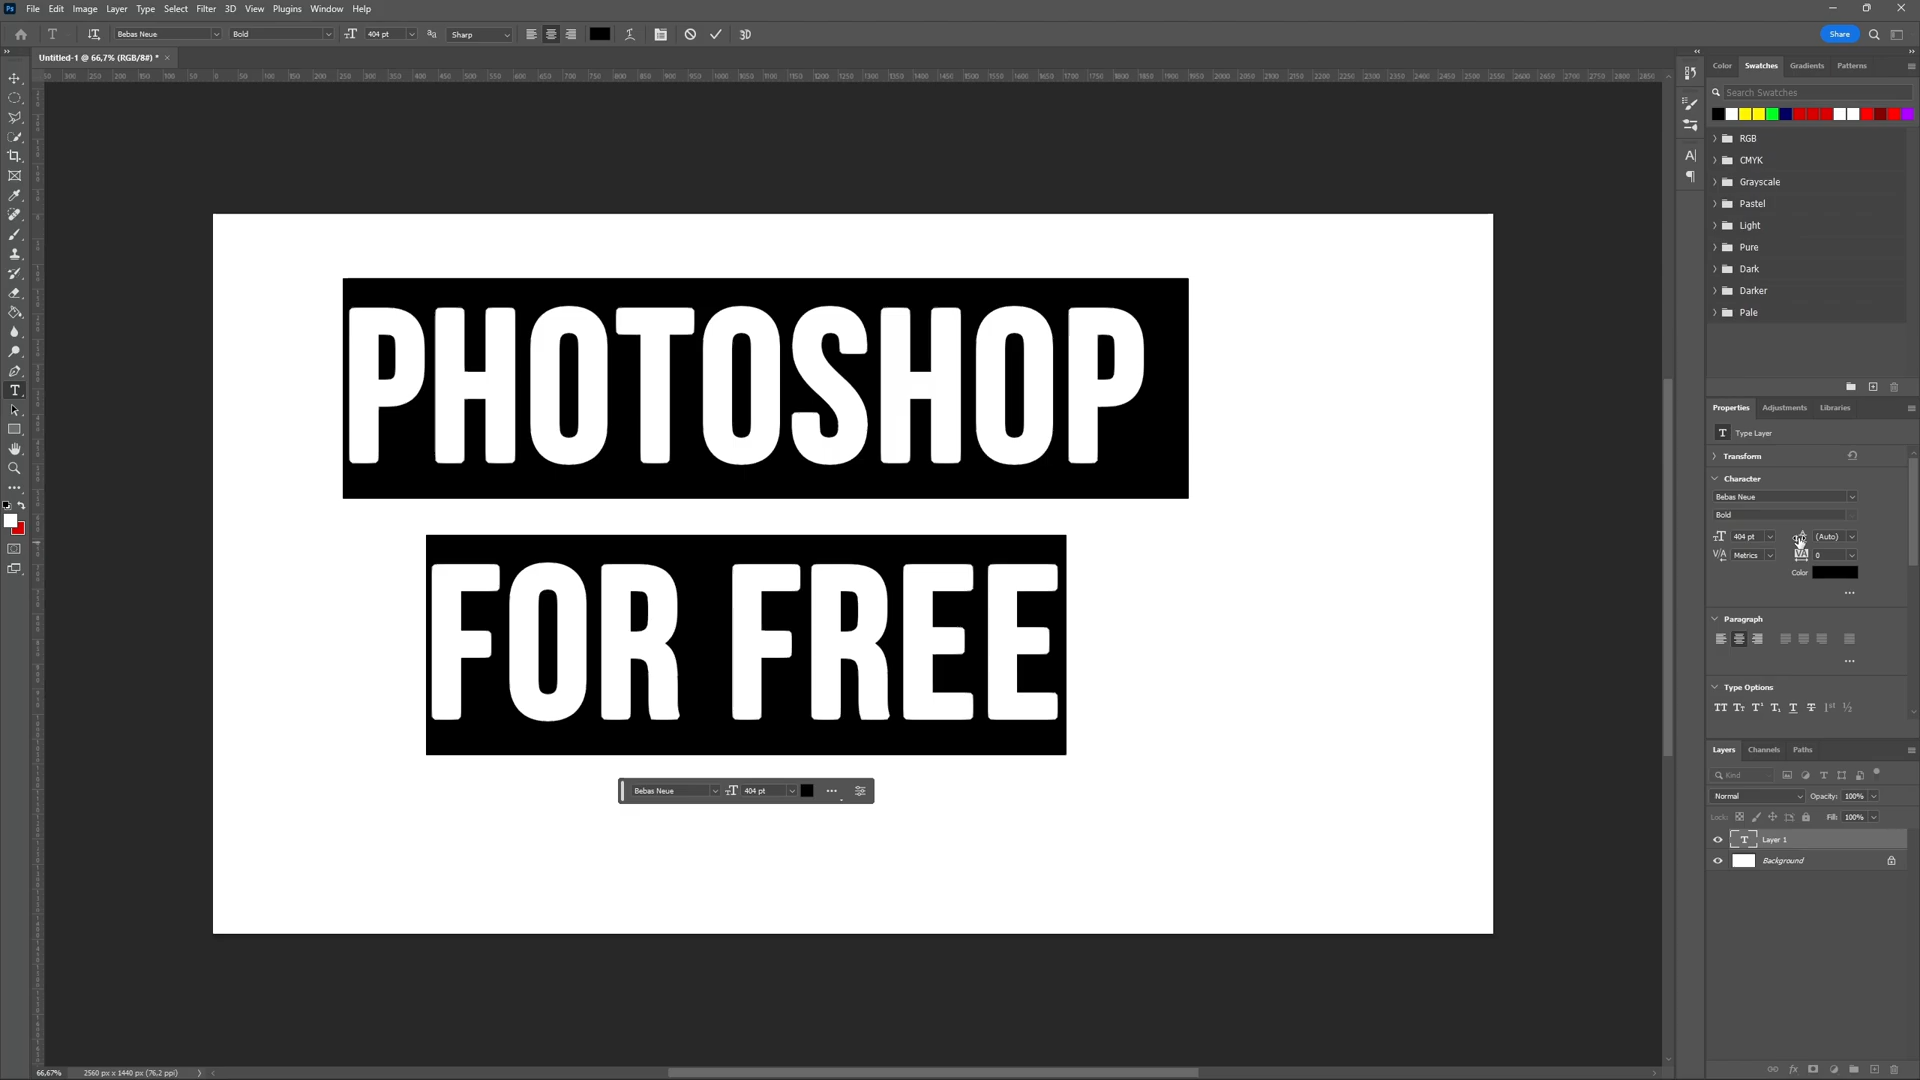 Ps File Edit Image Layer Type Select Filter 3D View Plugins Window Help
Bebas Neue Bold 404 pt Sharp 3D Share
Untitled-1 @ 66,7% (RGB/8#) * ×
Color Swatches Gradients Patterns
Search Swatches
RGB
CMYK
Grayscale
Pastel
Light
Pure
Dark
Darker
Pale
PHOTOSHOP
FOR FREE
Bebas Neue 404 pt
Properties Adjustments Libraries
Type Layer
Transform
Character
Bebas Neue
Bold
404 pt (Auto)
Metrics 0
Color
Paragraph
Type Options
Layers Channels Paths
Kind
Normal Opacity: 100%
Lock: Fill: 100%
Layer 1
Background
66,67% 2560 px x 1440 px (76,2 ppi)